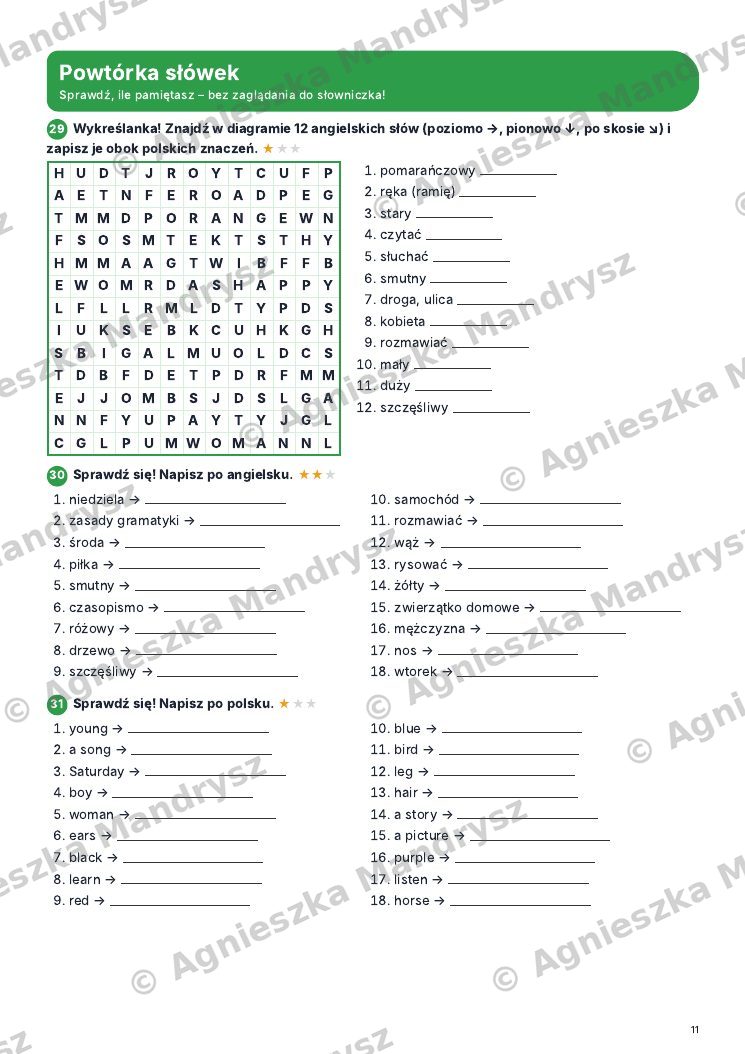 Powtórka słówek
Sprawdź, ile pamiętasz – bez zaglądania do słowniczka!
29 Wykreślanka! Znajdź w diagramie 12 angielskich słów (poziomo →, pionowo ↓, po skosie ↘) i
zapisz je obok polskich znaczeń. ★★★
H U D T J R O Y T C U F P
A E T N F E R O A D P E G
T M M D P O R A N G E W N
F S O S M T E K T S T H Y
H M M A A G T W I B F F B
E W O M R D A S H A P P Y
L F L L R M L D T Y P D S
I U K S E B K C U H K G H
S B I G A L M U O L D C S
T D B F D E T P D R F M M
E J J O M B S J D S L G A
N N F Y U P A Y T Y J G L
C G L P U M W O M A N N L
1. pomarańczowy
2. ręka (ramię)
3. stary
4. czytać
5. słuchać
6. smutny
7. droga, ulica
8. kobieta
9. rozmawiać
10. mały
11. duży
12. szczęśliwy
30 Sprawdź się! Napisz po angielsku. ★★★
1. niedziela →
2. zasady gramatyki →
3. środa →
4. piłka →
5. smutny →
6. czasopismo →
7. różowy →
8. drzewo →
9. szczęśliwy →
10. samochód →
11. rozmawiać →
12. wąż →
13. rysować →
14. żółty →
15. zwierzątko domowe →
16. mężczyzna →
17. nos →
18. wtorek →
31 Sprawdź się! Napisz po polsku. ★★★
1. young →
2. a song →
3. Saturday →
4. boy →
5. woman →
6. ears →
7. black →
8. learn →
9. red →
10. blue →
11. bird →
12. leg →
13. hair →
14. a story →
15. a picture →
16. purple →
17. listen →
18. horse →
11
© Agnieszka Mandrysz